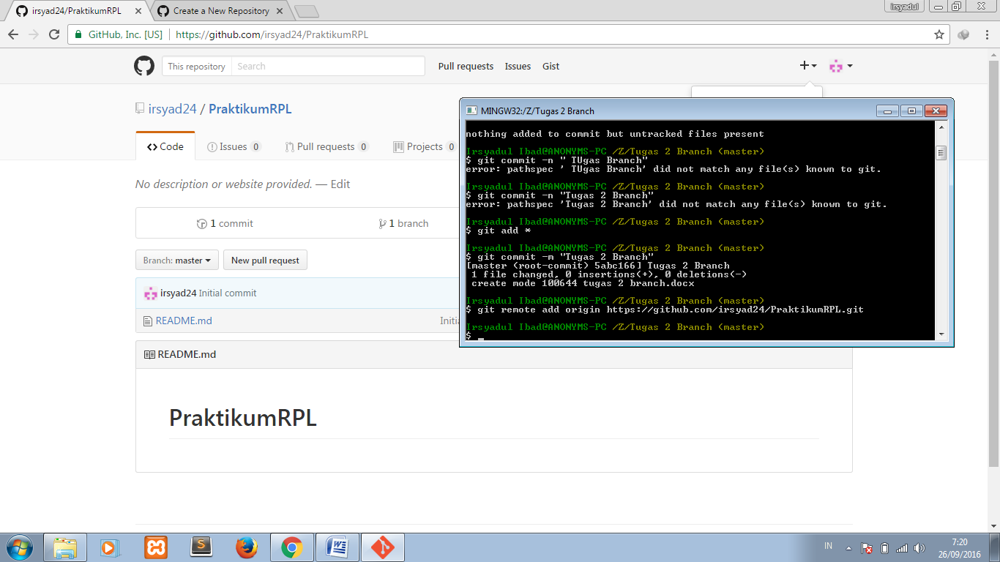 irsyad24/PraktikumRPL
Create a New Repository
irsyadul
GitHub, Inc. [US]
https://github.com/irsyad24/PraktikumRPL
This repository
Search
Pull requests
Issues
Gist
irsyad24 / PraktikumRPL
Code
Issues 0
Pull requests 0
Projects 0
No description or website provided. — Edit
1 commit
1 branch
Branch: master
New pull request
irsyad24 Initial commit
README.md
Initia
README.md
PraktikumRPL
MINGW32:/Z/Tugas 2 Branch
nothing added to commit but untracked files present
Irsyadul Ibad@ANONYMS-PC /Z/Tugas 2 Branch (master)
$ git commit -n " TUgas Branch"
error: pathspec ' TUgas Branch' did not match any file(s) known to git.
Irsyadul Ibad@ANONYMS-PC /Z/Tugas 2 Branch (master)
$ git commit -n "Tugas 2 Branch"
error: pathspec 'Tugas 2 Branch' did not match any file(s) known to git.
Irsyadul Ibad@ANONYMS-PC /Z/Tugas 2 Branch (master)
$ git add *
Irsyadul Ibad@ANONYMS-PC /Z/Tugas 2 Branch (master)
$ git commit -m "Tugas 2 Branch"
[master (root-commit) 5abc166] Tugas 2 Branch
1 file changed, 0 insertions(+), 0 deletions(-)
create mode 100644 tugas 2 branch.docx
Irsyadul Ibad@ANONYMS-PC /Z/Tugas 2 Branch (master)
$ git remote add origin https://github.com/irsyad24/PraktikumRPL.git
Irsyadul Ibad@ANONYMS-PC /Z/Tugas 2 Branch (master)
$
IN
7:20
26/09/2016